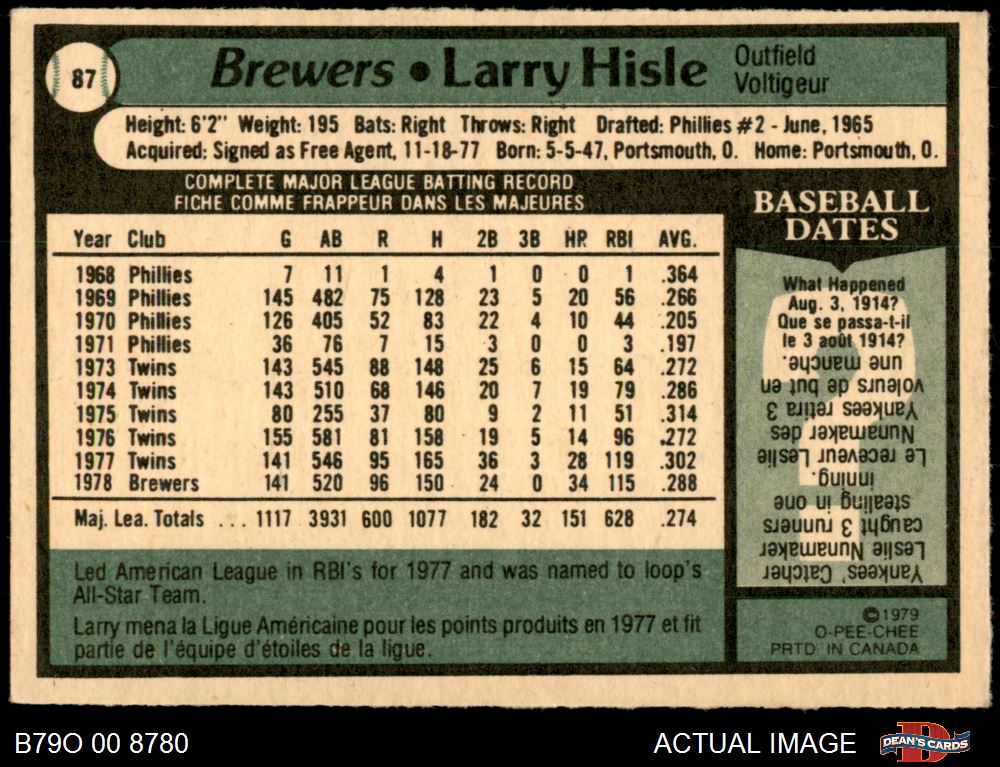 87
Brewers • Larry Hisle
Outfield
Voltigeur
Height: 6'2" Weight: 195 Bats: Right Throws: Right Drafted: Phillies #2 - June, 1965
Acquired: Signed as Free Agent, 11-18-77 Born: 5-5-47, Portsmouth, O. Home: Portsmouth, O.
COMPLETE MAJOR LEAGUE BATTING RECORD
FICHE COMME FRAPPEUR DANS LES MAJEURES
Year Club G AB R H 2B 3B HR RBI AVG.
1968 Phillies 7 11 1 4 1 0 0 1 .364
1969 Phillies 145 482 75 128 23 5 20 56 .266
1970 Phillies 126 405 52 83 22 4 10 44 .205
1971 Phillies 36 76 7 15 3 0 0 3 .197
1973 Twins 143 545 88 148 25 6 15 64 .272
1974 Twins 143 510 68 146 20 7 19 79 .286
1975 Twins 80 255 37 80 9 2 11 51 .314
1976 Twins 155 581 81 158 19 5 14 96 .272
1977 Twins 141 546 95 165 36 3 28 119 .302
1978 Brewers 141 520 96 150 24 0 34 115 .288
Maj. Lea. Totals ... 1117 3931 600 1077 182 32 151 628 .274
Led American League in RBI's for 1977 and was named to loop's
All-Star Team.
Larry mena la Ligue Américaine pour les points produits en 1977 et fit
partie de l'équipe d'étoiles de la ligue.
BASEBALL
DATES
What Happened
Aug. 3, 1914?
Que se passa-t-il
le 3 août 1914?
Yankees' Catcher
Leslie Nunamaker
caught 3 runners
stealing in one
inning.
Le receveur Leslie
Nunamaker des
Yankees retira 3
voleurs de but en
une manche.
©1979
O-PEE-CHEE
PRTD. IN CANADA
B79O 00 8780
ACTUAL IMAGE
D
DEAN'S CARDS